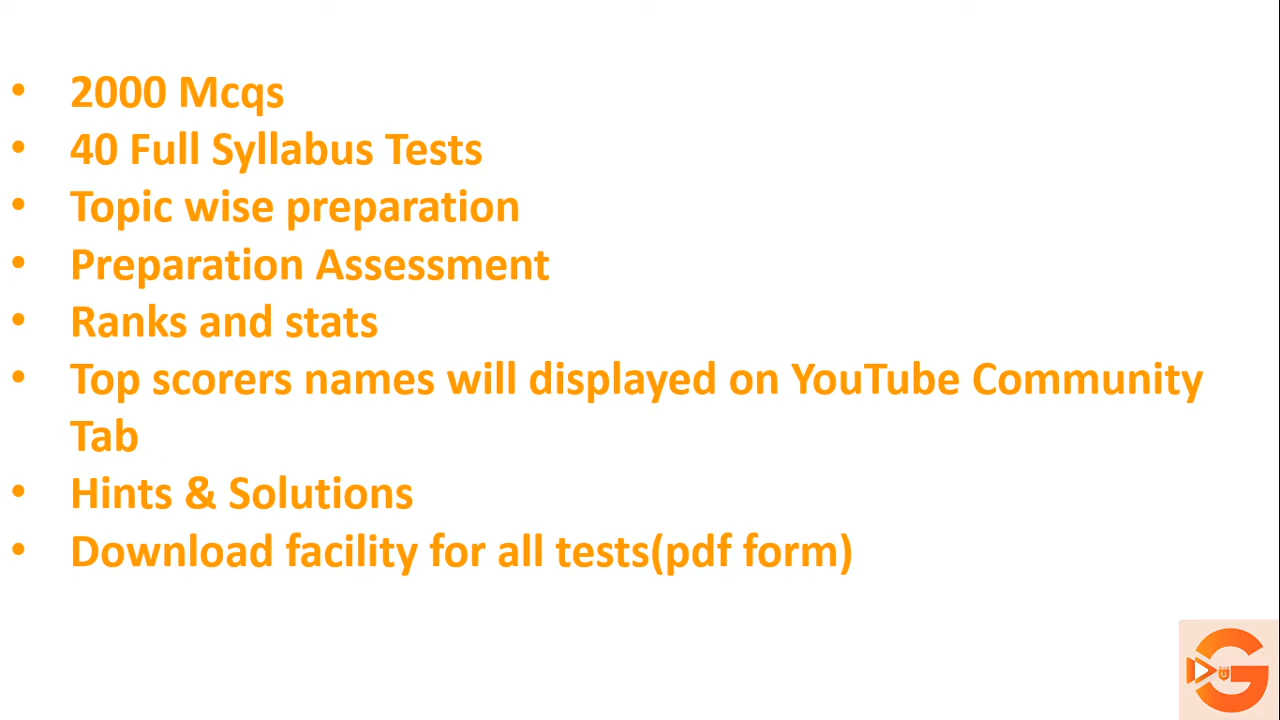 • 2000 Mcqs
• 40 Full Syllabus Tests
• Topic wise preparation
• Preparation Assessment
• Ranks and stats
• Top scorers names will displayed on YouTube Community
Tab
• Hints & Solutions
• Download facility for all tests(pdf form)
G